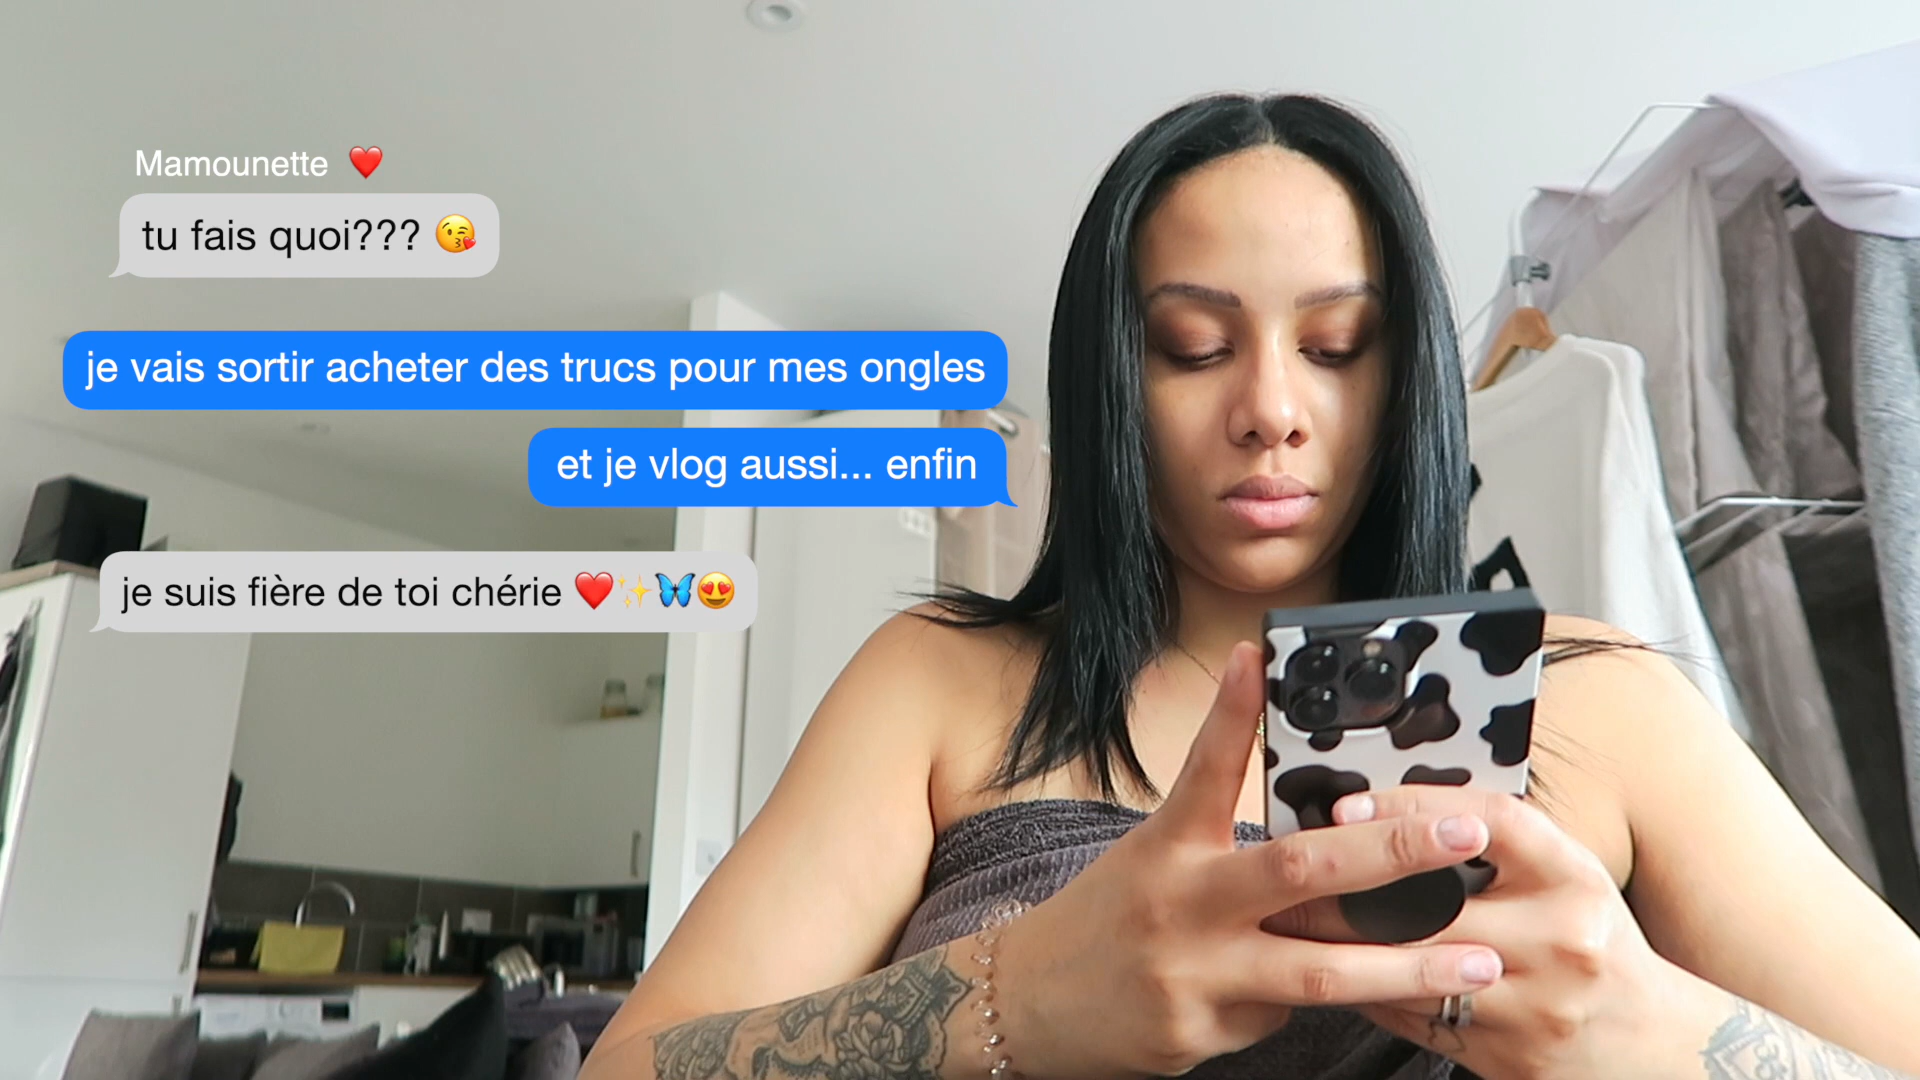 Mamounette ❤️
tu fais quoi??? 😘
je vais sortir acheter des trucs pour mes ongles
et je vlog aussi... enfin
je suis fière de toi chérie ❤️✨🦋😍